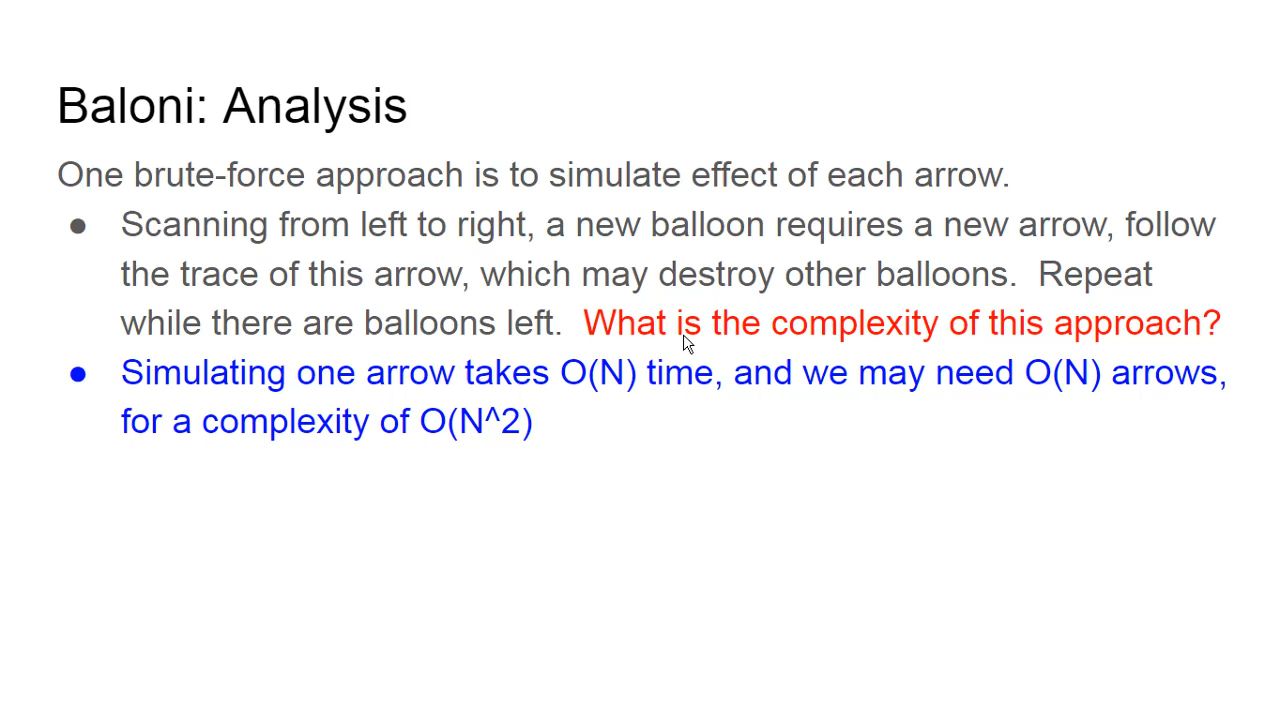 Baloni: Analysis
One brute-force approach is to simulate effect of each arrow.
● Scanning from left to right, a new balloon requires a new arrow, follow
the trace of this arrow, which may destroy other balloons.  Repeat
while there are balloons left.  What is the complexity of this approach?
● Simulating one arrow takes O(N) time, and we may need O(N) arrows,
for a complexity of O(N^2)